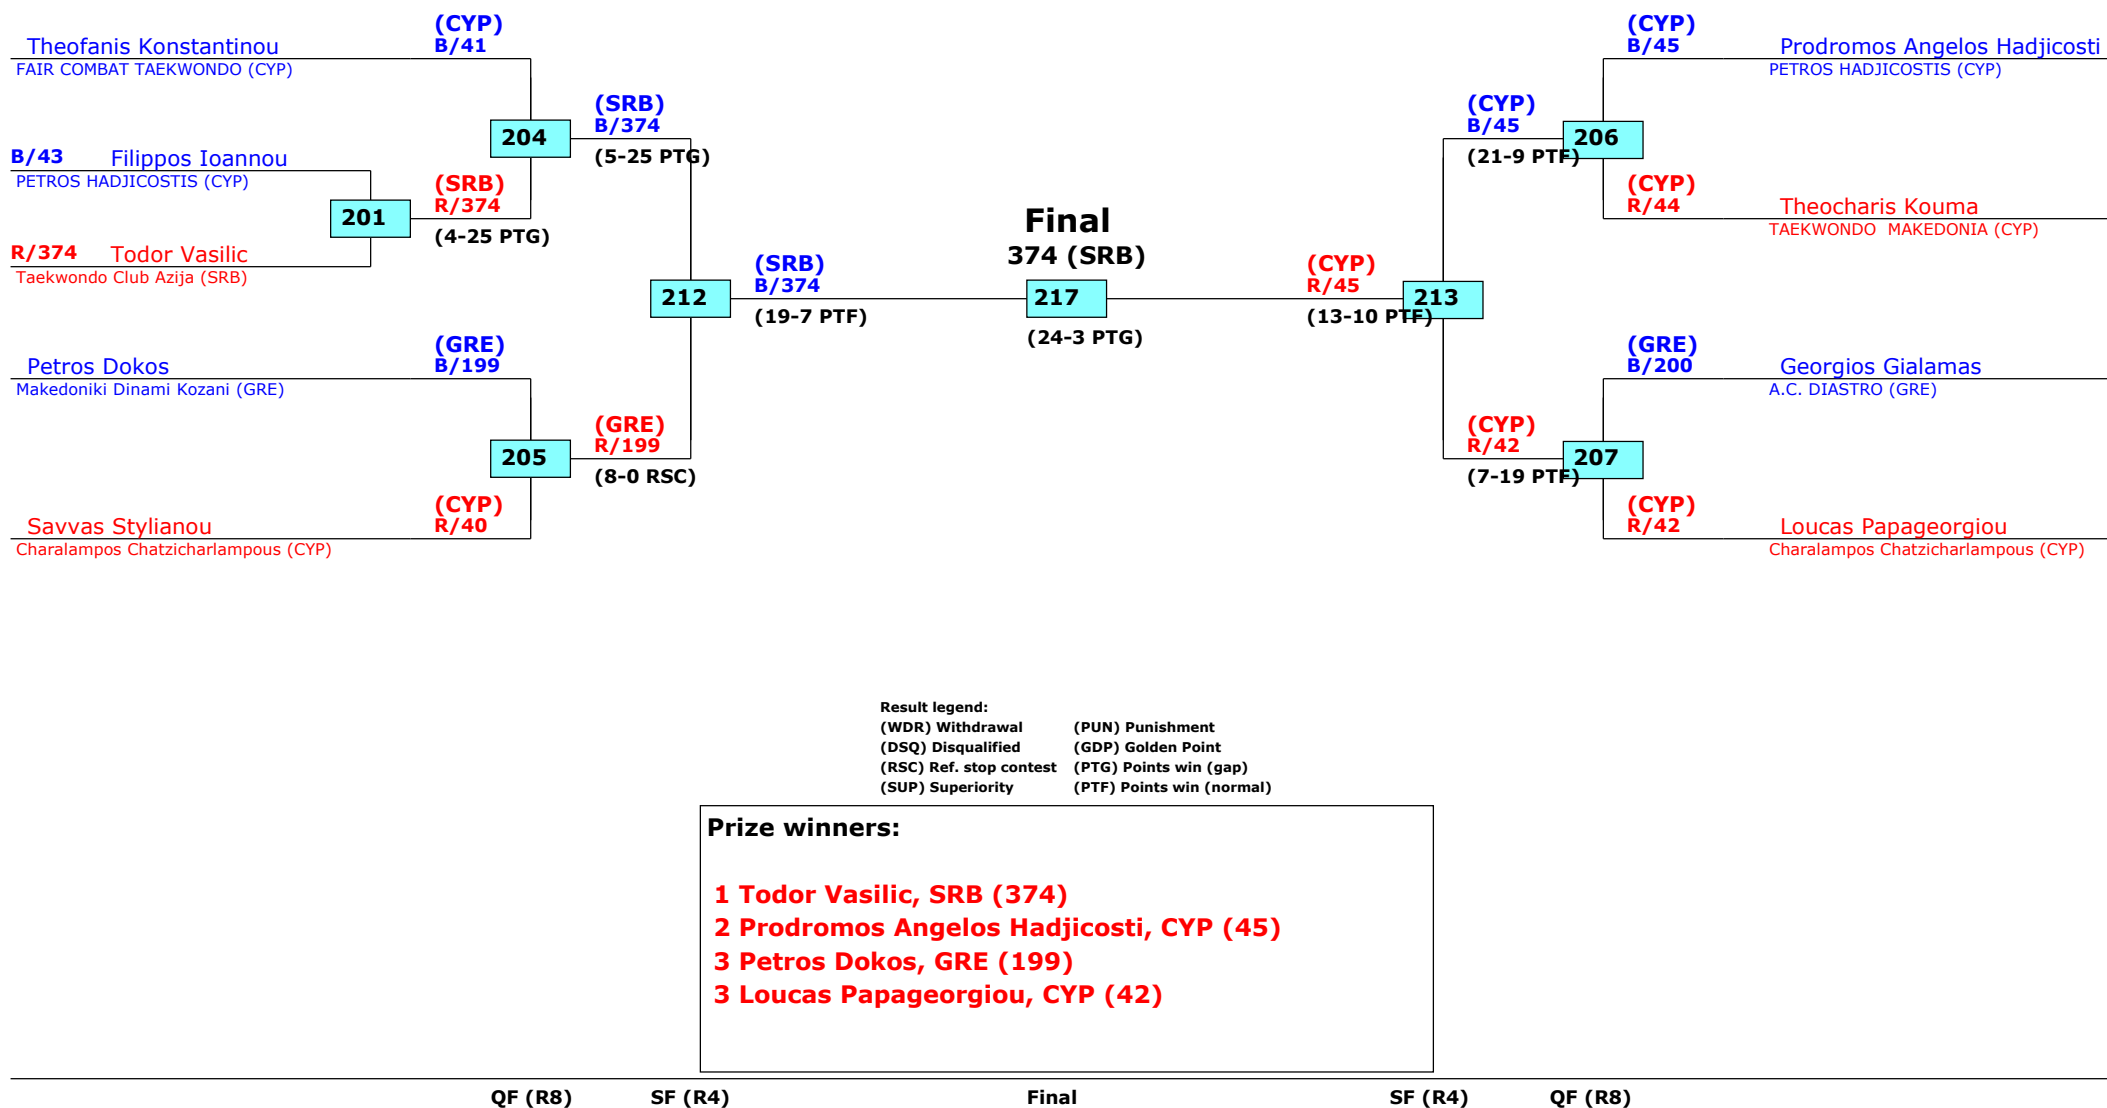 (CYP)
B/41
Theofanis Konstantinou
FAIR COMBAT TAEKWONDO (CYP)
(SRB)
B/374
204
(5-25 PTG)
B/43 Filippos Ioannou
PETROS HADJICOSTIS (CYP)
(SRB)
R/374
201
(4-25 PTG)
R/374 Todor Vasilic
Taekwondo Club Azija (SRB)
(SRB)
B/374
212
(19-7 PTF)
(GRE)
B/199
Petros Dokos
Makedoniki Dinami Kozani (GRE)
(GRE)
R/199
205
(8-0 RSC)
(CYP)
R/40
Savvas Stylianou
Charalampos Chatzicharlampous (CYP)
Final
374 (SRB)
217
(24-3 PTG)
(CYP)
B/45
Prodromos Angelos Hadjicosti
PETROS HADJICOSTIS (CYP)
(CYP)
B/45
206
(21-9 PTF)
(CYP)
R/44
Theocharis Kouma
TAEKWONDO MAKEDONIA (CYP)
(CYP)
R/45
213
(13-10 PTF)
(GRE)
B/200
Georgios Gialamas
A.C. DIASTRO (GRE)
(CYP)
R/42
207
(7-19 PTF)
(CYP)
R/42
Loucas Papageorgiou
Charalampos Chatzicharlampous (CYP)
Result legend:
(WDR) Withdrawal (PUN) Punishment
(DSQ) Disqualified (GDP) Golden Point
(RSC) Ref. stop contest (PTG) Points win (gap)
(SUP) Superiority (PTF) Points win (normal)
Prize winners:
1 Todor Vasilic, SRB (374)
2 Prodromos Angelos Hadjicosti, CYP (45)
3 Petros Dokos, GRE (199)
3 Loucas Papageorgiou, CYP (42)
QF (R8) SF (R4) Final SF (R4) QF (R8)